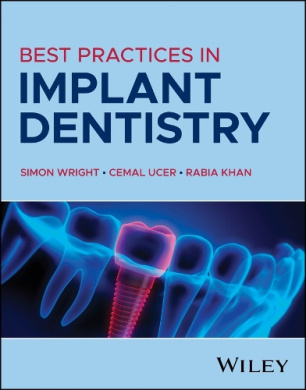 BEST PRACTICES IN
IMPLANT
DENTISTRY
SIMON WRIGHT • CEMAL UCER • RABIA KHAN
WILEY